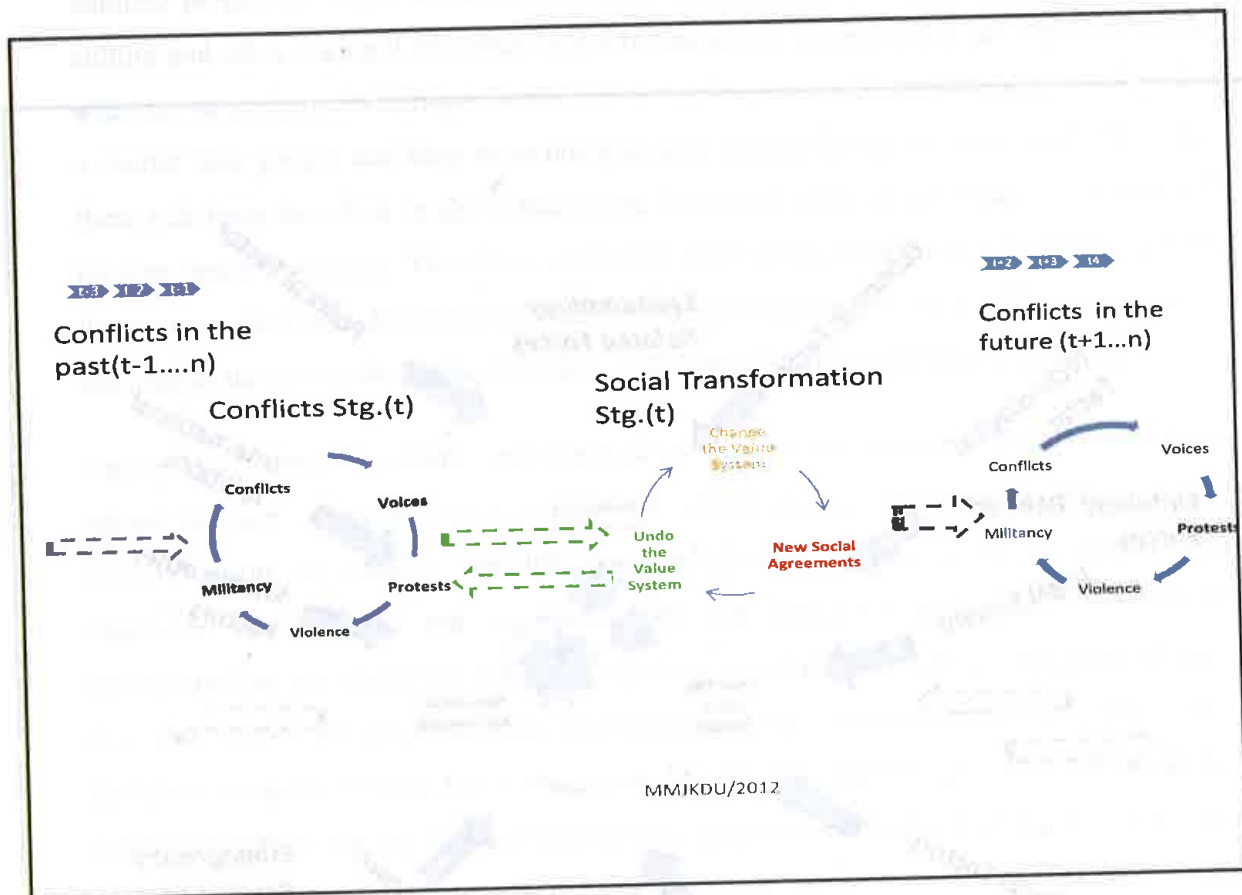 t-3 t-2 t-1
Conflicts in the
past(t-1....n)
Conflicts Stg.(t)
Conflicts
Voices
Protests
Violence
Militancy
Social Transformation
Stg.(t)
Change
the Value
System
Undo
the
Value
System
New Social
Agreements
t+2 t+3 t4
Conflicts in the
future (t+1...n)
Conflicts
Voices
Protests
Violence
Militancy
MMJKDU/2012